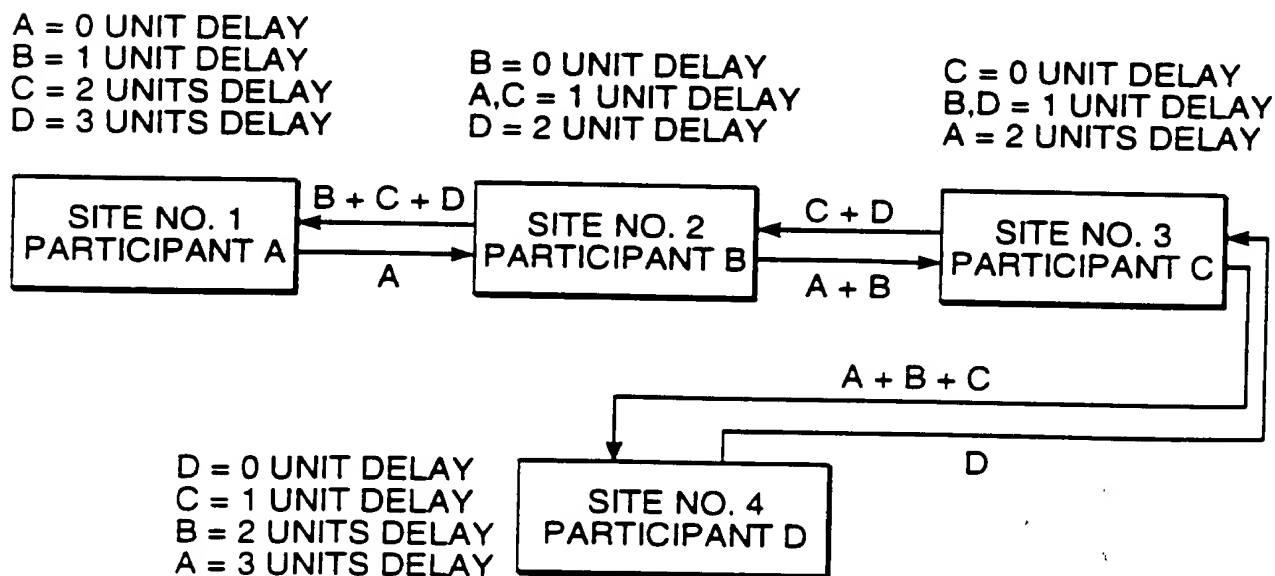 A = 0 UNIT DELAY
B = 1 UNIT DELAY
C = 2 UNITS DELAY
D = 3 UNITS DELAY
B = 0 UNIT DELAY
A,C = 1 UNIT DELAY
D = 2 UNIT DELAY
C = 0 UNIT DELAY
B,D = 1 UNIT DELAY
A = 2 UNITS DELAY
SITE NO. 1
PARTICIPANT A
B + C + D
A
SITE NO. 2
PARTICIPANT B
C + D
A + B
SITE NO. 3
PARTICIPANT C
A + B + C
D
D = 0 UNIT DELAY
C = 1 UNIT DELAY
B = 2 UNITS DELAY
A = 3 UNITS DELAY
SITE NO. 4
PARTICIPANT D